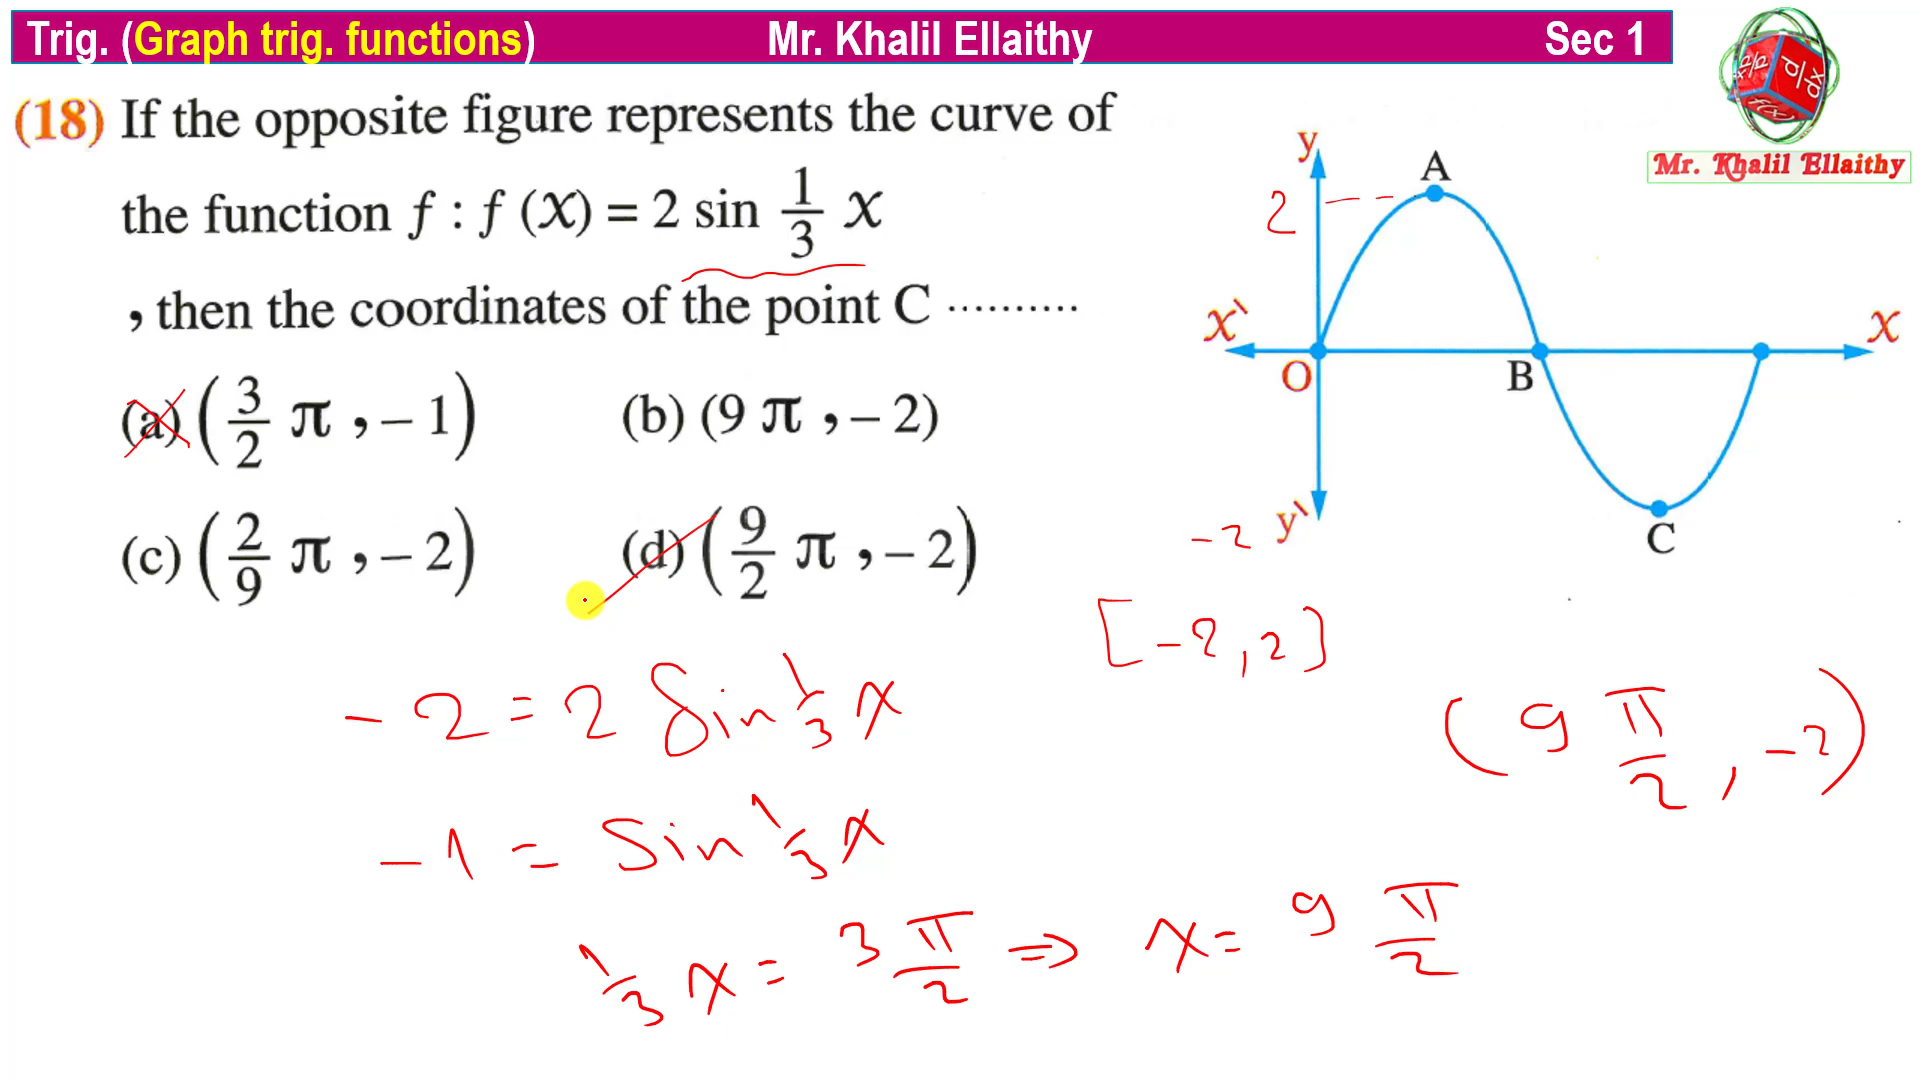 Trig. (Graph trig. functions) Mr. Khalil Ellaithy Sec 1
Mr. Khalil Ellaithy
(18) If the opposite figure represents the curve of
the function f : f (X) = 2 sin 1/3 X
, then the coordinates of the point C ..........
(a) (3/2 π , – 1) (b) (9 π , – 2)
(c) (2/9 π , – 2) (d) (9/2 π , – 2)
y
A
2
x' x
O B
-2 y'
C
[-2, 2]
-2 = 2 Sin 1/3 x
(9 π/2, -2)
-1 = Sin 1/3 x
1/3 x = 3 π/2 ⇒ x = 9 π/2